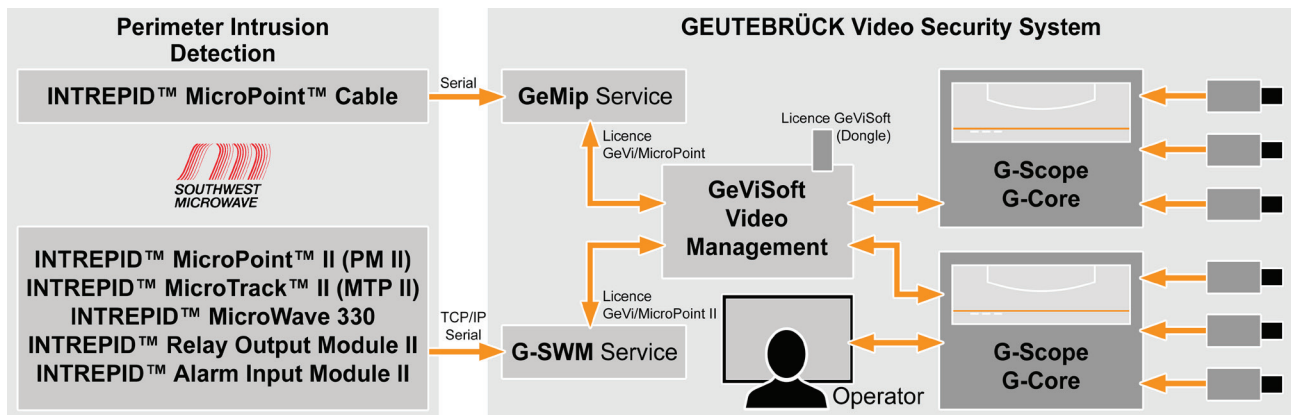 Perimeter Intrusion
Detection
INTREPID™ MicroPoint™ Cable
SOUTHWEST
MICROWAVE
INTREPID™ MicroPoint™ II (PM II)
INTREPID™ MicroTrack™ II (MTP II)
INTREPID™ MicroWave 330
INTREPID™ Relay Output Module II
INTREPID™ Alarm Input Module II
Serial
TCP/IP
Serial
GEUTEBRÜCK Video Security System
GeMip Service
Licence
GeVi/MicroPoint
Licence GeViSoft
(Dongle)
GeViSoft
Video
Management
Licence
GeVi/MicroPoint II
G-SWM Service
Operator
G-Scope
G-Core
G-Scope
G-Core